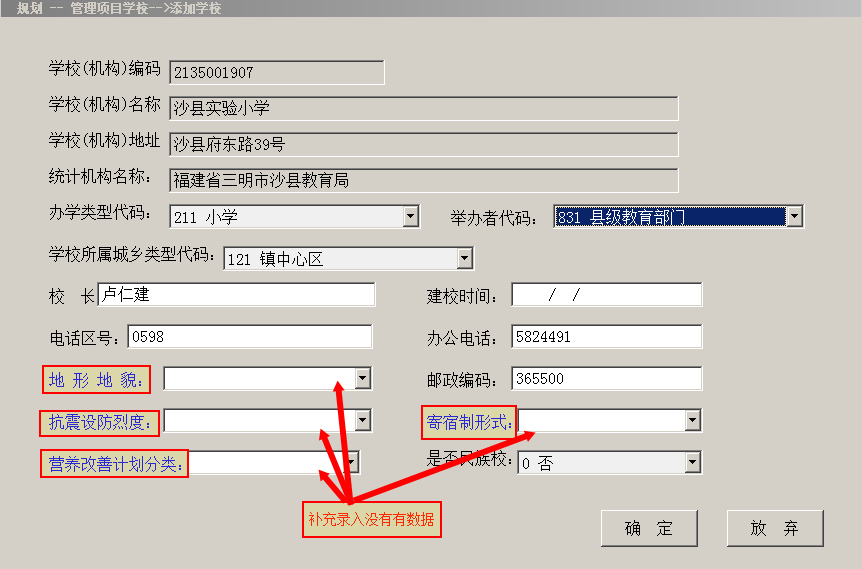 规划 -- 管理项目学校-->添加学校
学校(机构)编码 2135001907
学校(机构)名称 沙县实验小学
学校(机构)地址 沙县府东路39号
统计机构名称: 福建省三明市沙县教育局
办学类型代码: 211 小学 举办者代码: 831 县级教育部门
学校所属城乡类型代码: 121 镇中心区
校 长 卢仁建 建校时间: / /
电话区号: 0598 办公电话: 5824491
地 形 地 貌: 邮政编码: 365500
抗震设防烈度: 寄宿制形式:
营养改善计划分类: 是否民族校: 0 否
补充录入没有有数据
确 定 放 弃